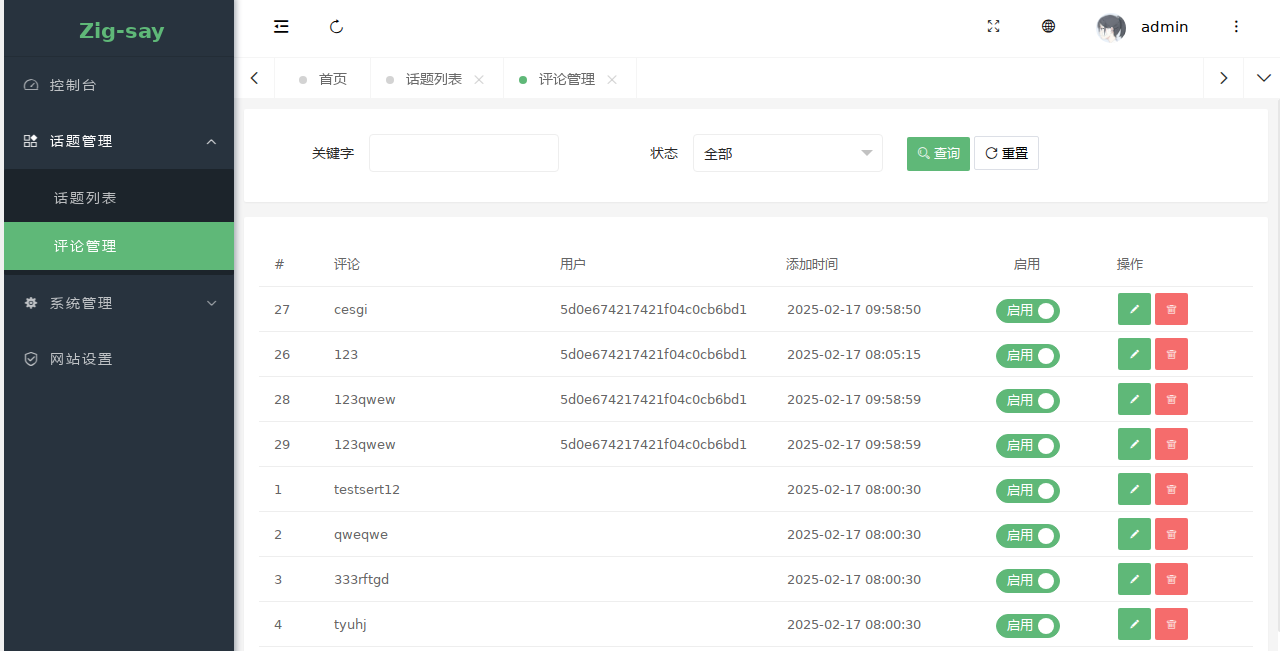 Zig-say
admin
控制台
话题管理
话题列表
评论管理
系统管理
网站设置
首页 话题列表 评论管理
关键字 状态 全部 查询 重置
# 评论 用户 添加时间 启用 操作
27 cesgi 5d0e674217421f04c0cb6bd1 2025-02-17 09:58:50 启用
26 123 5d0e674217421f04c0cb6bd1 2025-02-17 08:05:15 启用
28 123qwew 5d0e674217421f04c0cb6bd1 2025-02-17 09:58:59 启用
29 123qwew 5d0e674217421f04c0cb6bd1 2025-02-17 09:58:59 启用
1 testsert12 2025-02-17 08:00:30 启用
2 qweqwe 2025-02-17 08:00:30 启用
3 333rftgd 2025-02-17 08:00:30 启用
4 tyuhj 2025-02-17 08:00:30 启用